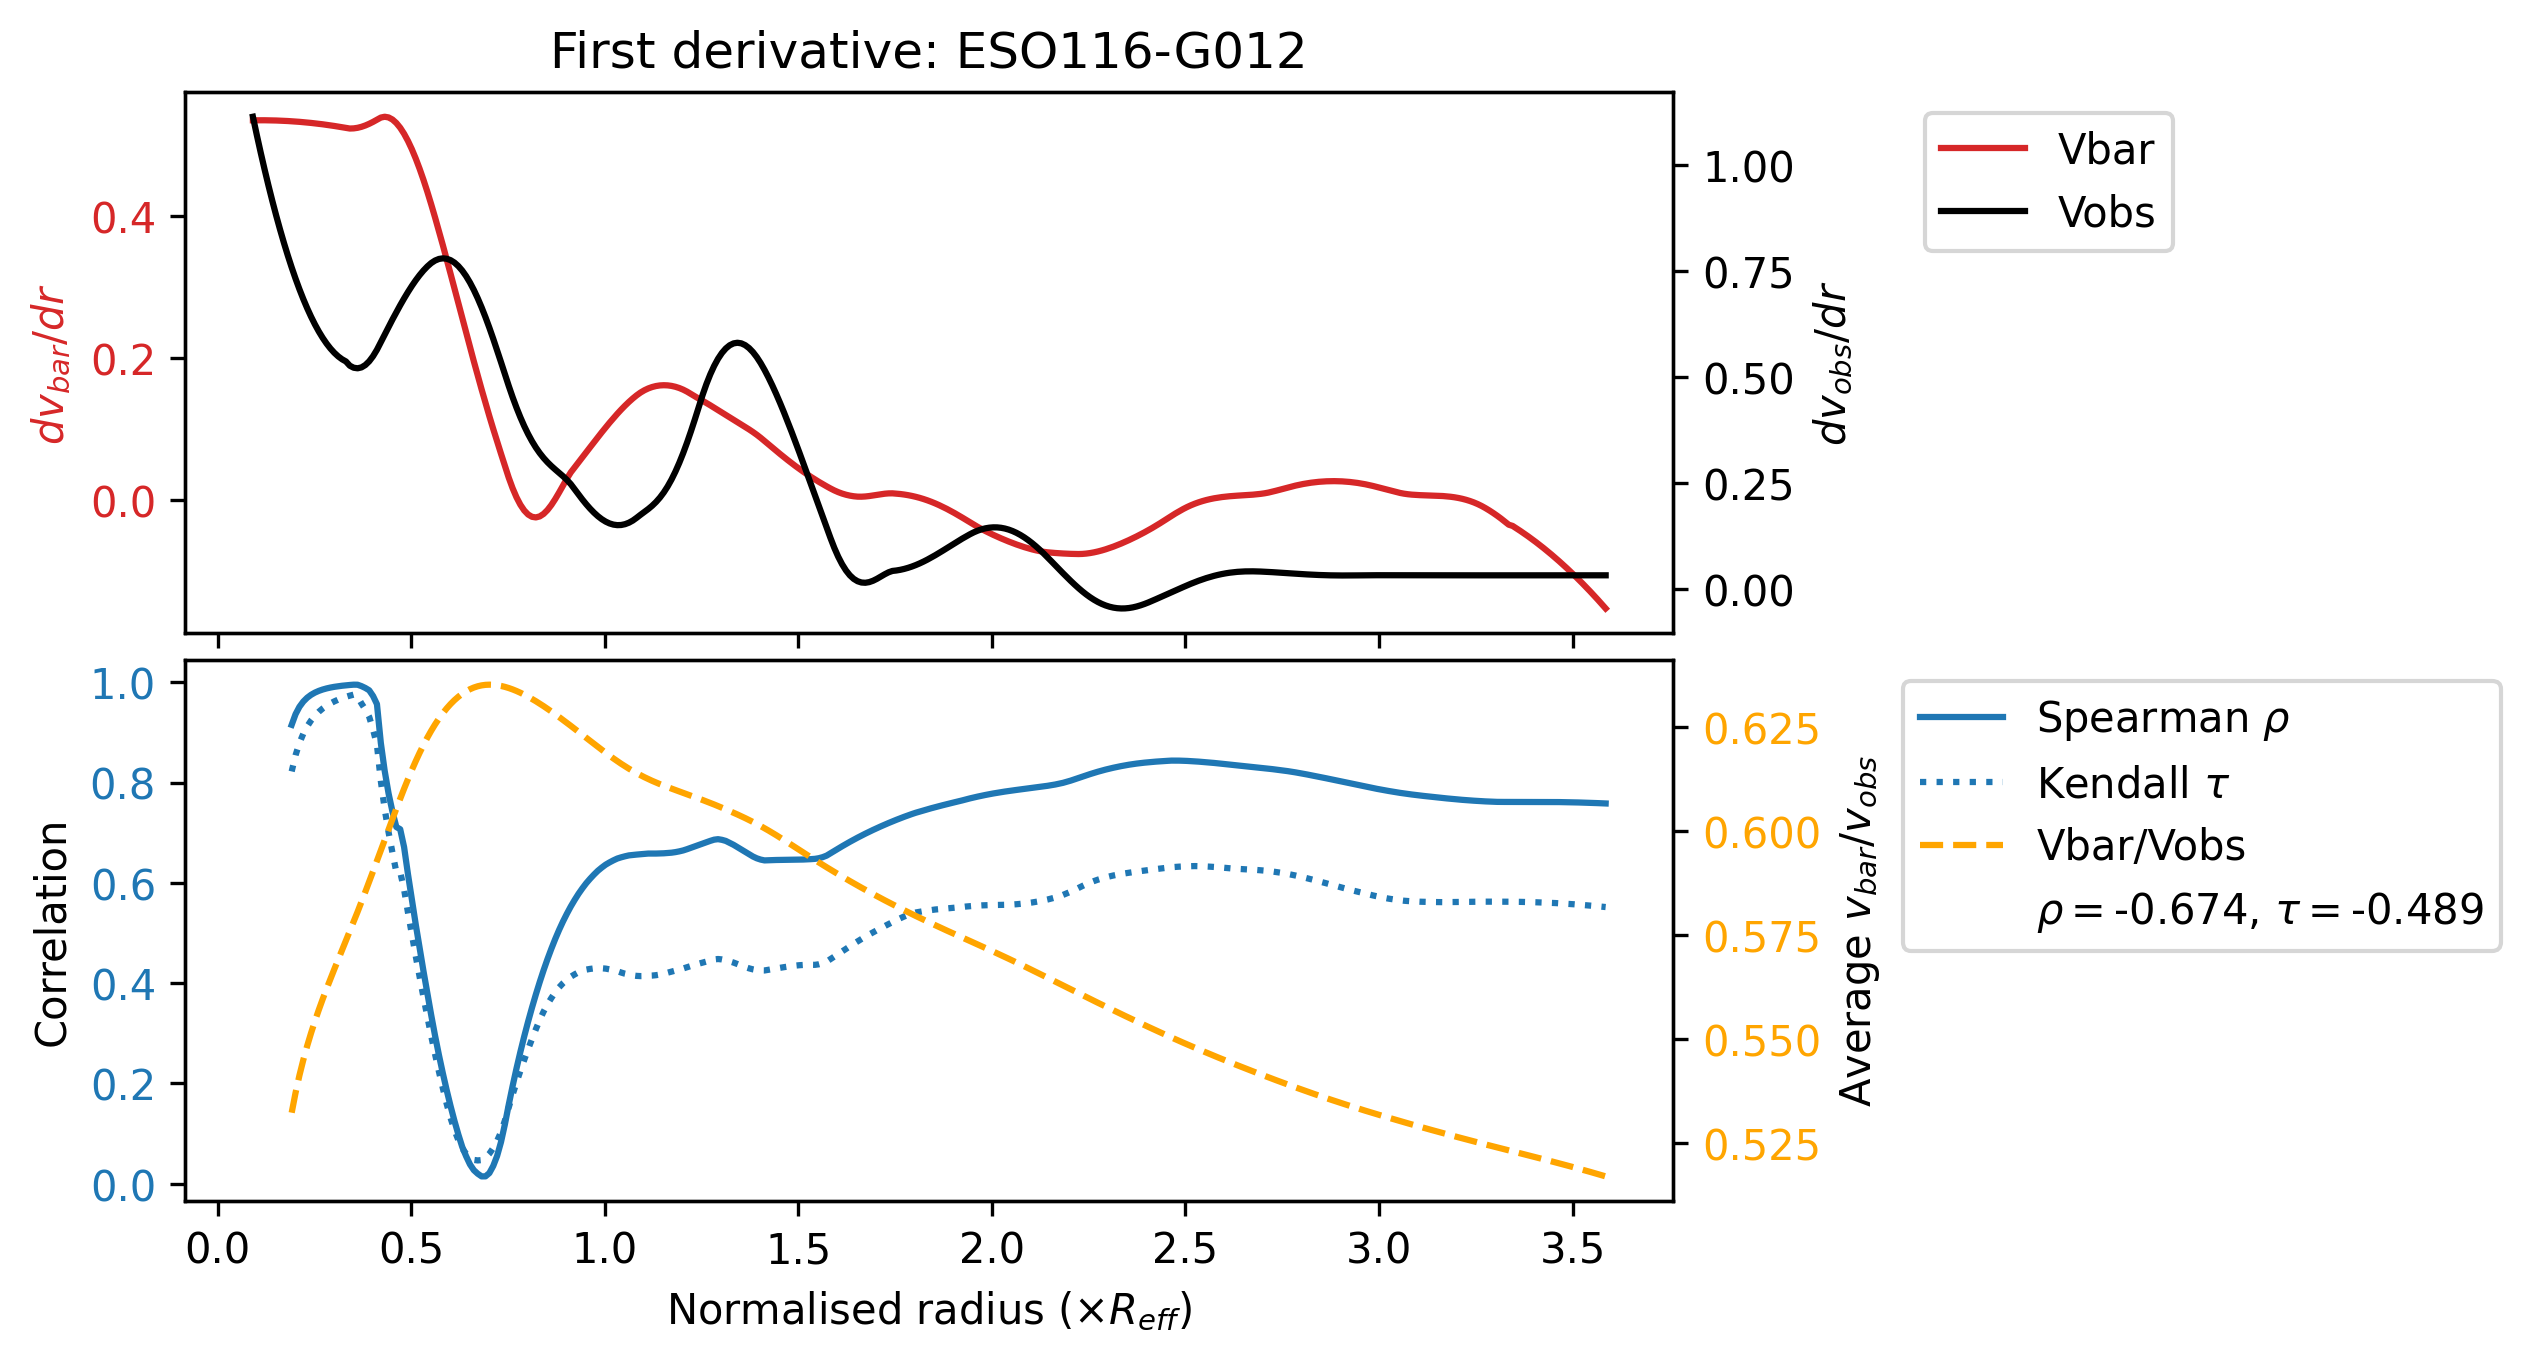 First derivative: ESO116-G012
dv_bar/dr
0.4
0.2
0.0
1.00
0.75
0.50
0.25
0.00
dv_obs/dr
Vbar
Vobs
Correlation
1.0
0.8
0.6
0.4
0.2
0.0
0.625
0.600
0.575
0.550
0.525
Average v_bar/v_obs
Spearman ρ
Kendall τ
Vbar/Vobs
ρ = -0.674, τ = -0.489
0.0 0.5 1.0 1.5 2.0 2.5 3.0 3.5
Normalised radius (×R_eff)